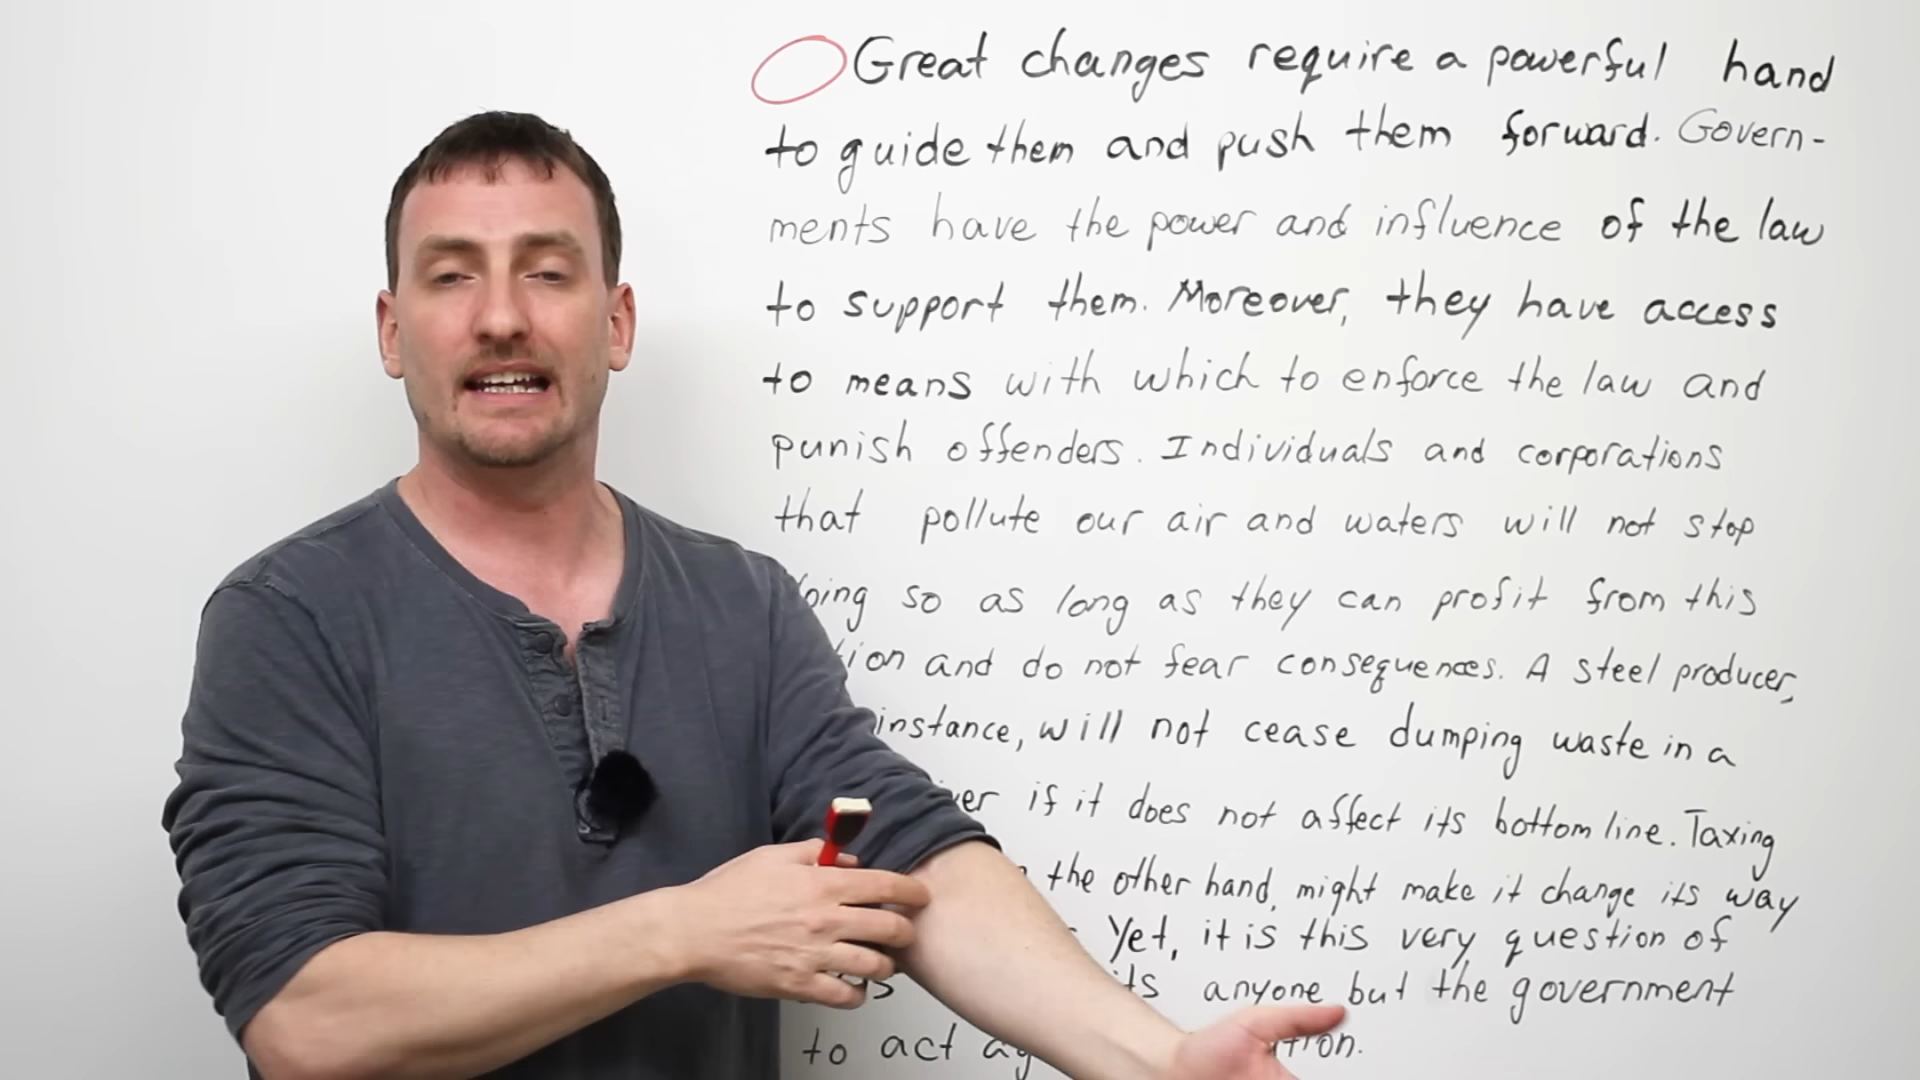 Great changes require a powerful hand
to guide them and push them forward. Govern-
ments have the power and influence of the law
to support them. Moreover, they have access
to means with which to enforce the law and
punish offenders. Individuals and corporations
that pollute our air and waters will not stop
so as long as they can profit from this
and do not fear consequences. A steel producer,
instance, will not cease dumping waste in a
if it does not affect its bottom line. Taxing
the other hand, might make it change its way
Yet, it is this very question of
anyone but the government
to act